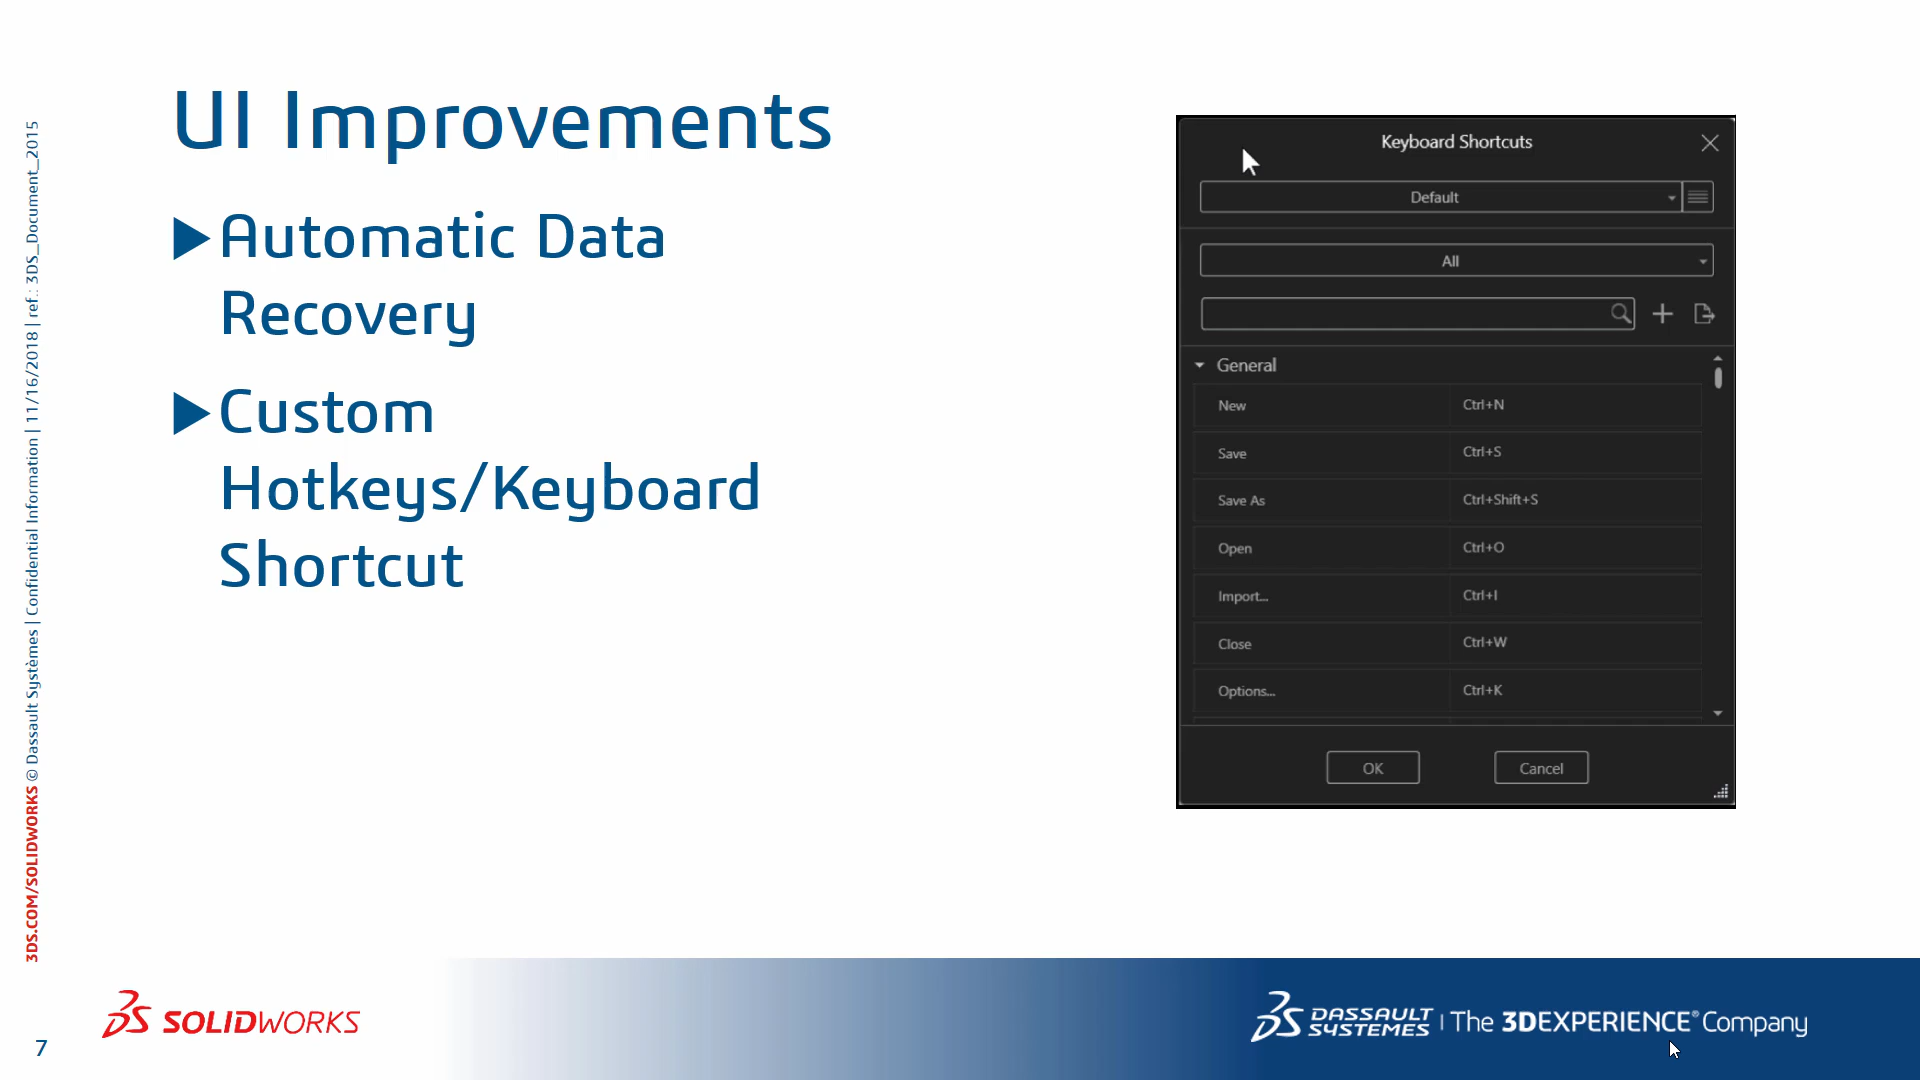 UI Improvements
Automatic Data
Recovery
Custom
Hotkeys/Keyboard
Shortcut
Keyboard Shortcuts
Default
All
General
New Ctrl+N
Save Ctrl+S
Save As Ctrl+Shift+S
Open Ctrl+O
Import... Ctrl+I
Close Ctrl+W
Options... Ctrl+K
OK Cancel
3DS.COM/SOLIDWORKS © Dassault Systèmes | Confidential Information | 11/16/2018 | ref.: 3DS_Document_2015
7
SOLIDWORKS
DASSAULT SYSTEMES | The 3DEXPERIENCE® Company